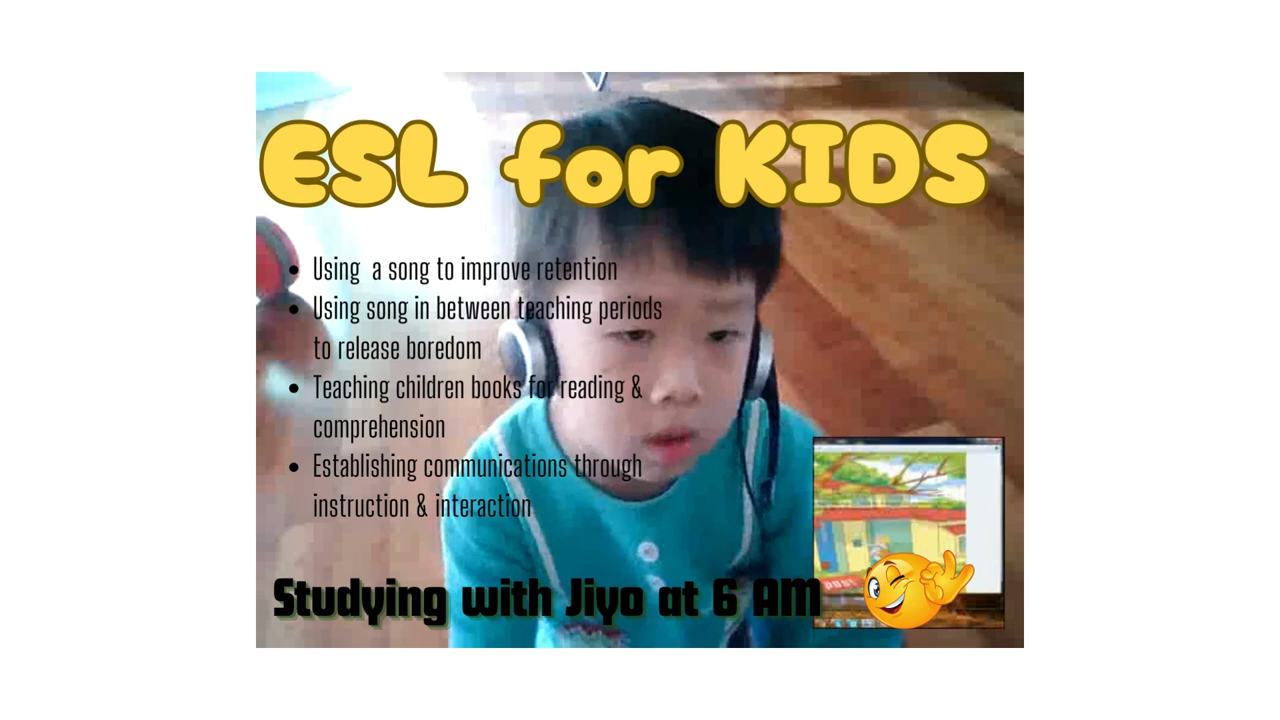 ESL for KIDS
• Using  a song to improve retention
• Using song in between teaching periods
to release boredom
• Teaching children books for reading &
comprehension
• Establishing communications through
instruction & interaction
Studying with Jiyo at 6 AM